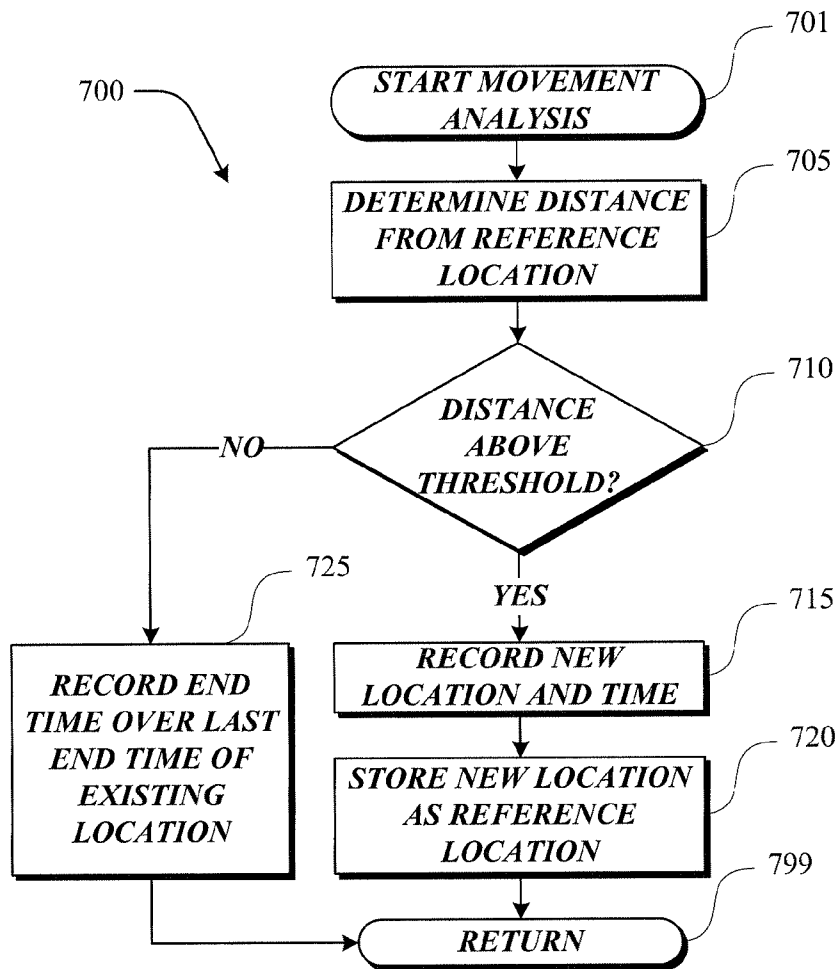 701
700
START MOVEMENT
ANALYSIS
705
DETERMINE DISTANCE
FROM REFERENCE
LOCATION
710
DISTANCE
ABOVE
THRESHOLD?
NO
YES
725
RECORD END
TIME OVER LAST
END TIME OF
EXISTING
LOCATION
715
RECORD NEW
LOCATION AND TIME
720
STORE NEW LOCATION
AS REFERENCE
LOCATION
799
RETURN